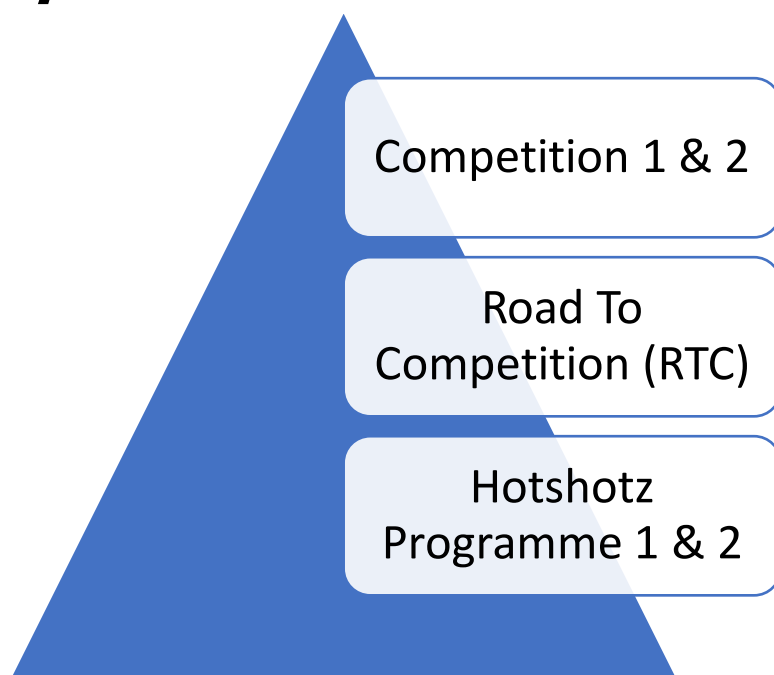 Competition 1 & 2
Road To
Competition (RTC)
Hotshotz
Programme 1 & 2